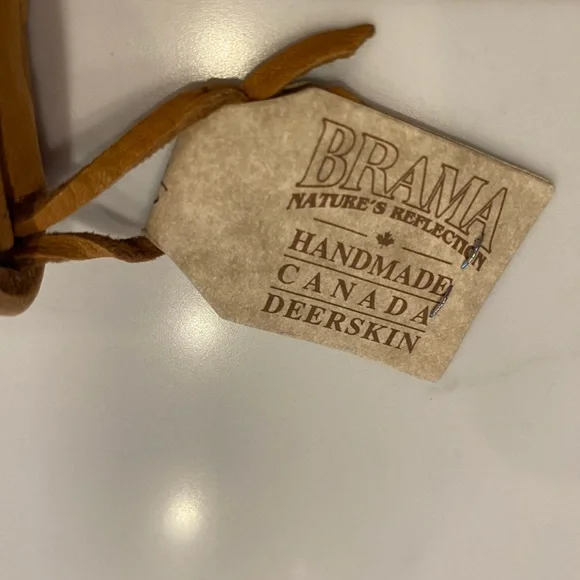 BRAMA
NATURE'S REFLECTION
HANDMADE
CANADA
DEERSKIN